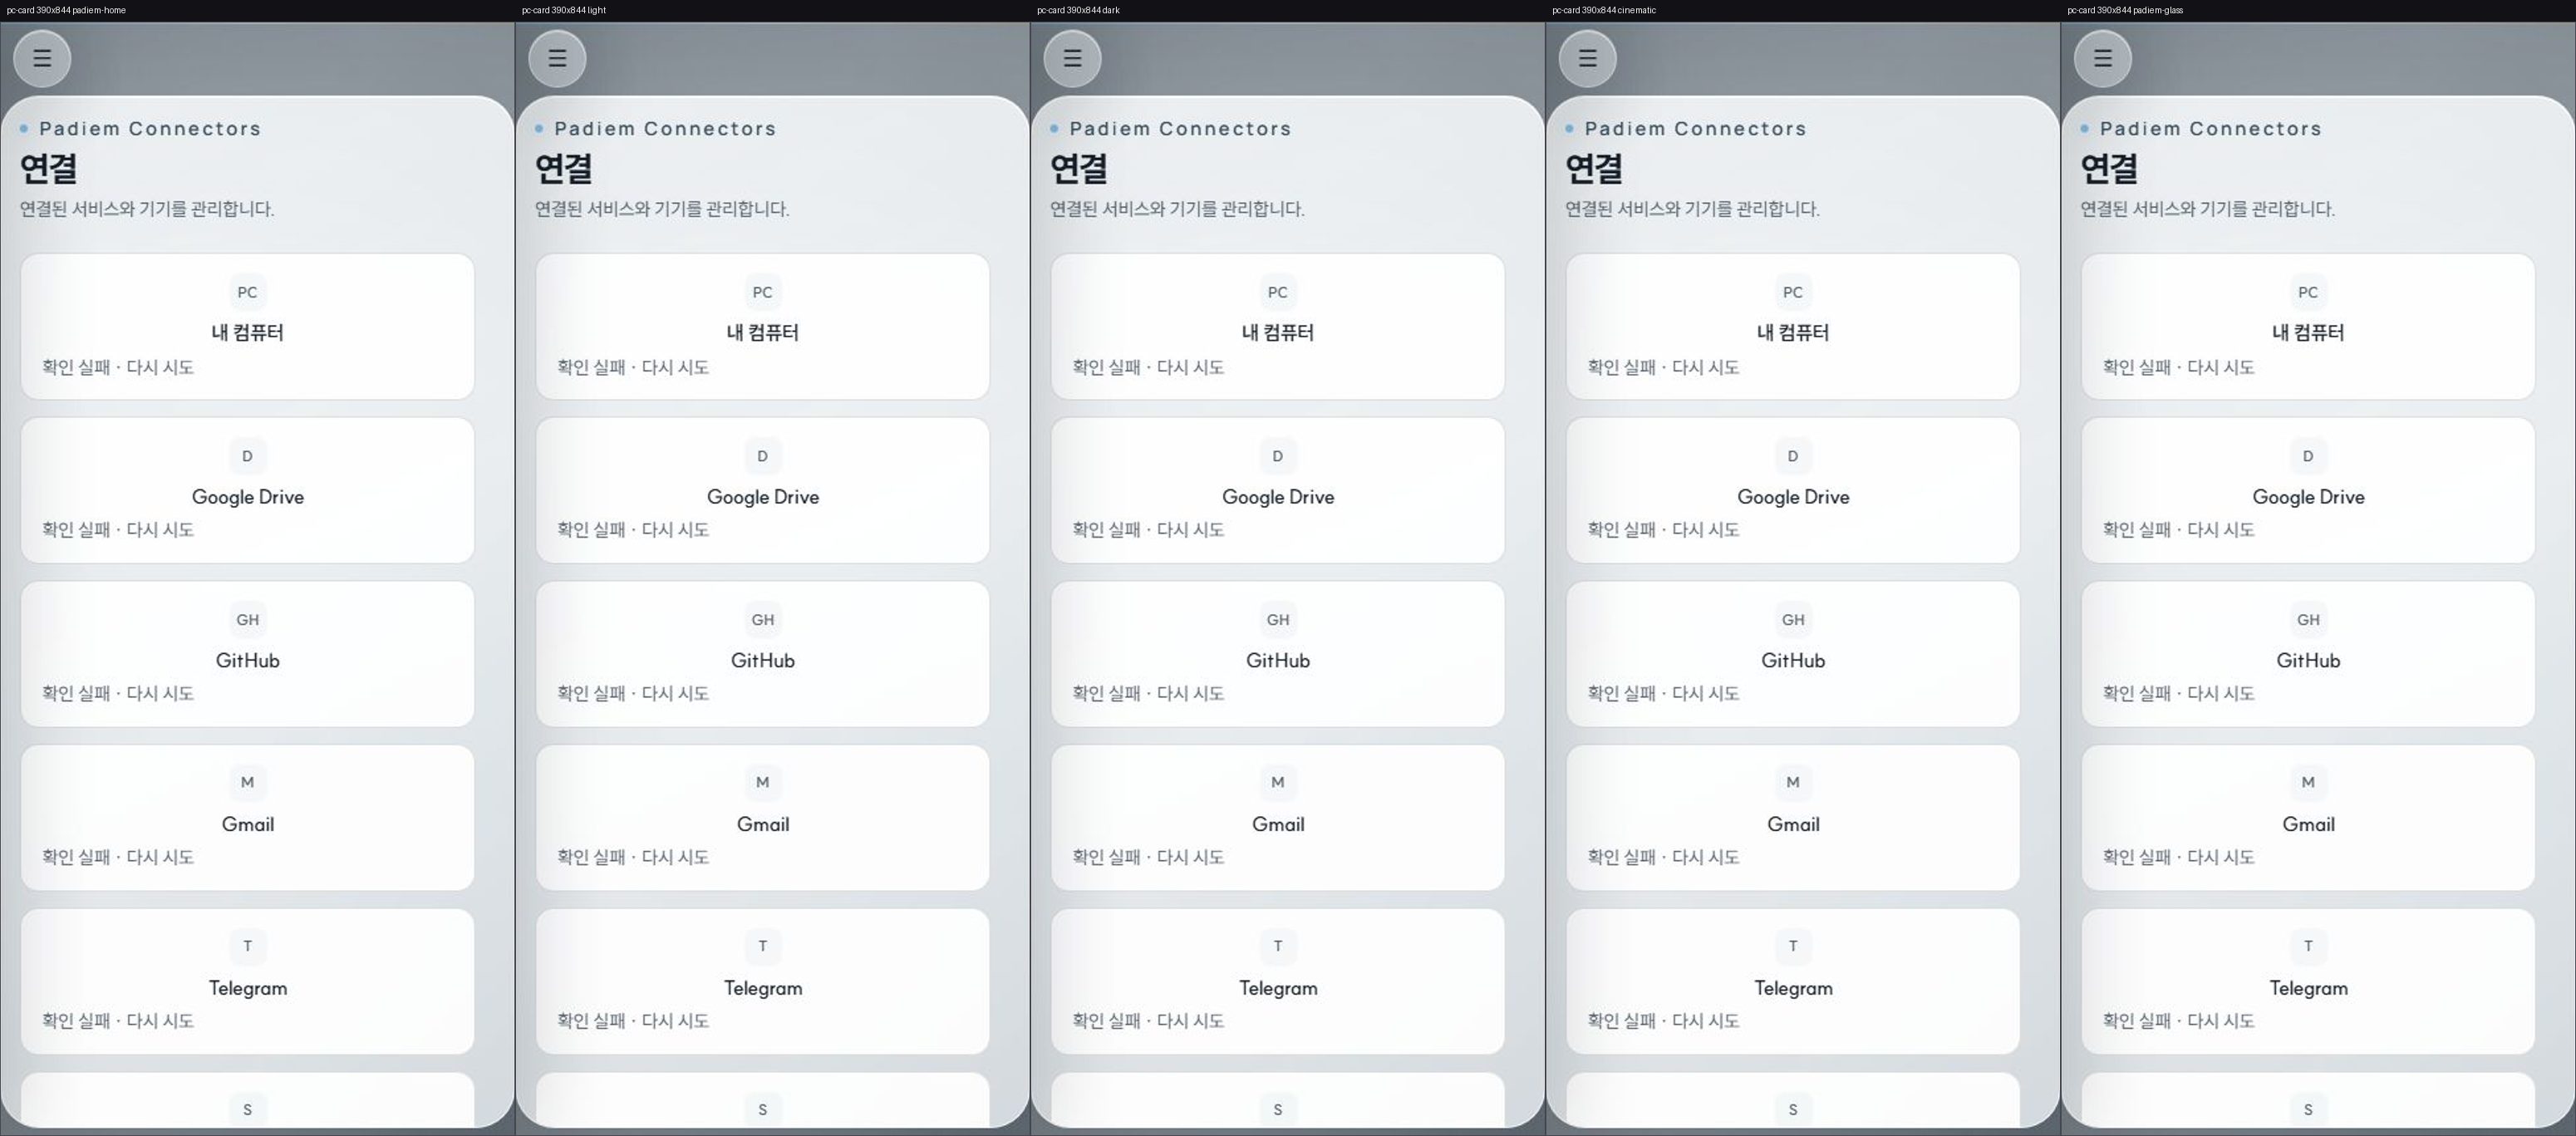 pc-card 390x844 padiem-home
☰
Padiem Connectors
연결
연결된 서비스와 기기를 관리합니다.
PC
내 컴퓨터
확인 실패 · 다시 시도
D
Google Drive
확인 실패 · 다시 시도
GH
GitHub
확인 실패 · 다시 시도
M
Gmail
확인 실패 · 다시 시도
T
Telegram
확인 실패 · 다시 시도
S
pc-card 390x844 light
☰
Padiem Connectors
연결
연결된 서비스와 기기를 관리합니다.
PC
내 컴퓨터
확인 실패 · 다시 시도
D
Google Drive
확인 실패 · 다시 시도
GH
GitHub
확인 실패 · 다시 시도
M
Gmail
확인 실패 · 다시 시도
T
Telegram
확인 실패 · 다시 시도
S
pc-card 390x844 dark
☰
Padiem Connectors
연결
연결된 서비스와 기기를 관리합니다.
PC
내 컴퓨터
확인 실패 · 다시 시도
D
Google Drive
확인 실패 · 다시 시도
GH
GitHub
확인 실패 · 다시 시도
M
Gmail
확인 실패 · 다시 시도
T
Telegram
확인 실패 · 다시 시도
S
pc-card 390x844 cinematic
☰
Padiem Connectors
연결
연결된 서비스와 기기를 관리합니다.
PC
내 컴퓨터
확인 실패 · 다시 시도
D
Google Drive
확인 실패 · 다시 시도
GH
GitHub
확인 실패 · 다시 시도
M
Gmail
확인 실패 · 다시 시도
T
Telegram
확인 실패 · 다시 시도
S
pc-card 390x844 padiem-glass
☰
Padiem Connectors
연결
연결된 서비스와 기기를 관리합니다.
PC
내 컴퓨터
확인 실패 · 다시 시도
D
Google Drive
확인 실패 · 다시 시도
GH
GitHub
확인 실패 · 다시 시도
M
Gmail
확인 실패 · 다시 시도
T
Telegram
확인 실패 · 다시 시도
S